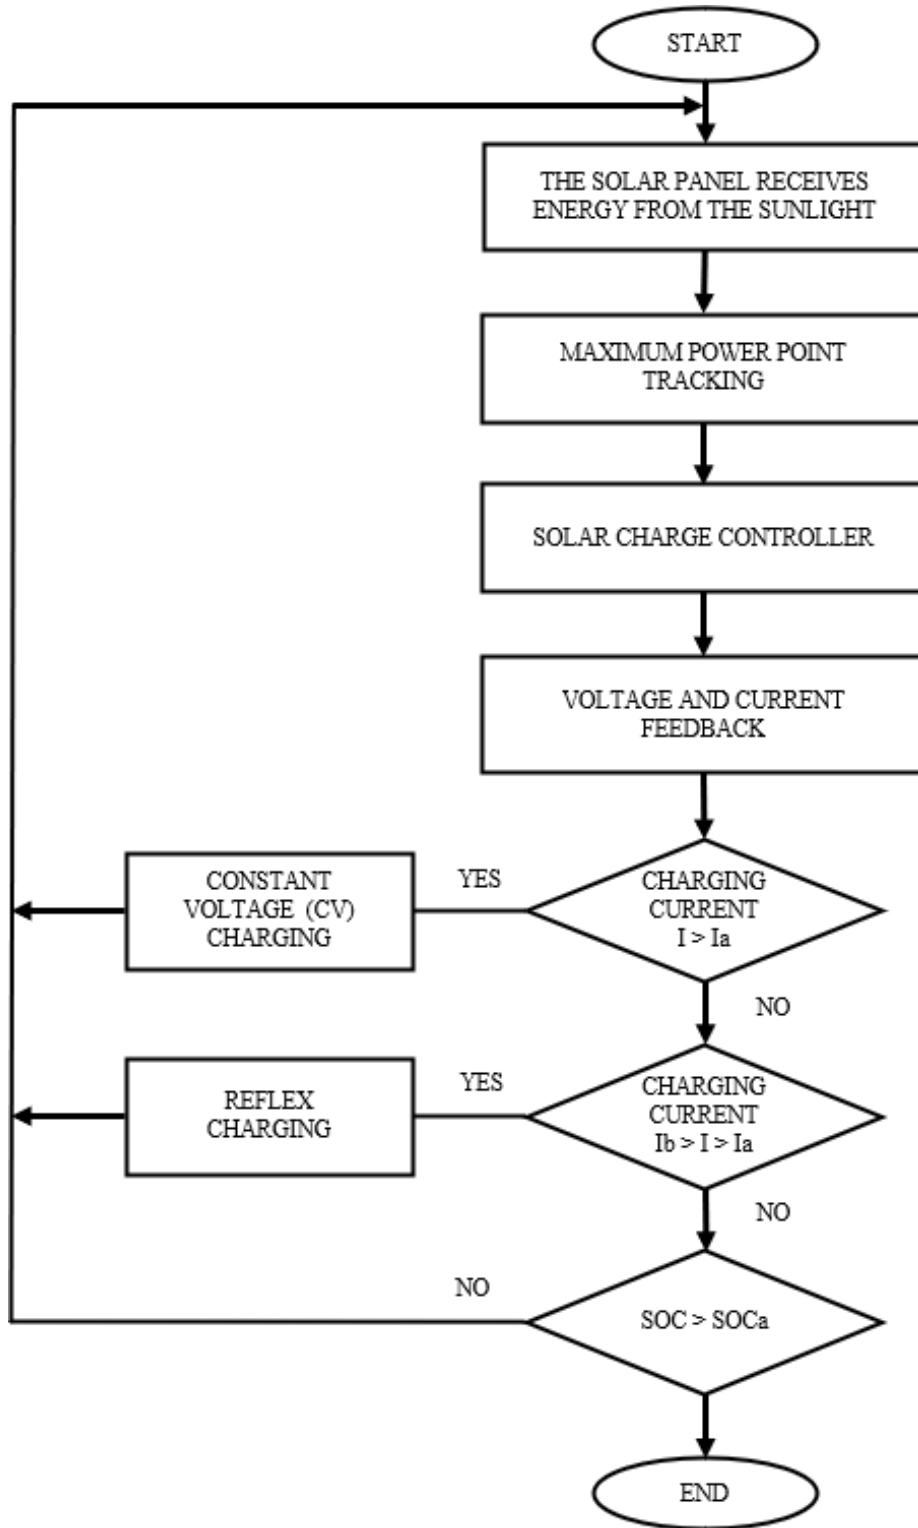 START
THE SOLAR PANEL RECEIVES
ENERGY FROM THE SUNLIGHT
MAXIMUM POWER POINT
TRACKING
SOLAR CHARGE CONTROLLER
VOLTAGE AND CURRENT
FEEDBACK
CHARGING
CURRENT
I > Ia
YES
CONSTANT
VOLTAGE (CV)
CHARGING
NO
CHARGING
CURRENT
Ib > I > Ia
YES
REFLEX
CHARGING
NO
SOC > SOCa
NO
END